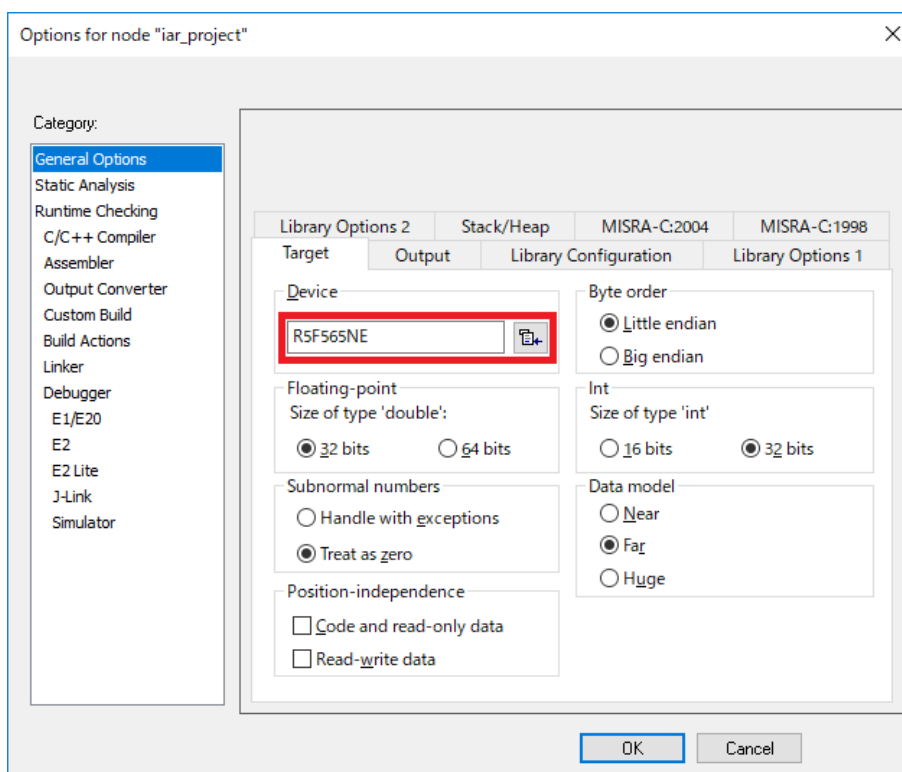 Options for node "iar_project"
Category:
General Options
Static Analysis
Runtime Checking
C/C++ Compiler
Assembler
Output Converter
Custom Build
Build Actions
Linker
Debugger
E1/E20
E2
E2 Lite
J-Link
Simulator
Library Options 2 Stack/Heap MISRA-C:2004 MISRA-C:1998
Target Output Library Configuration Library Options 1
Device
R5F565NE
Byte order
Little endian
Big endian
Floating-point
Size of type 'double':
32 bits 64 bits
Int
Size of type 'int'
16 bits 32 bits
Subnormal numbers
Handle with exceptions
Treat as zero
Data model
Near
Far
Huge
Position-independence
Code and read-only data
Read-write data
OK Cancel